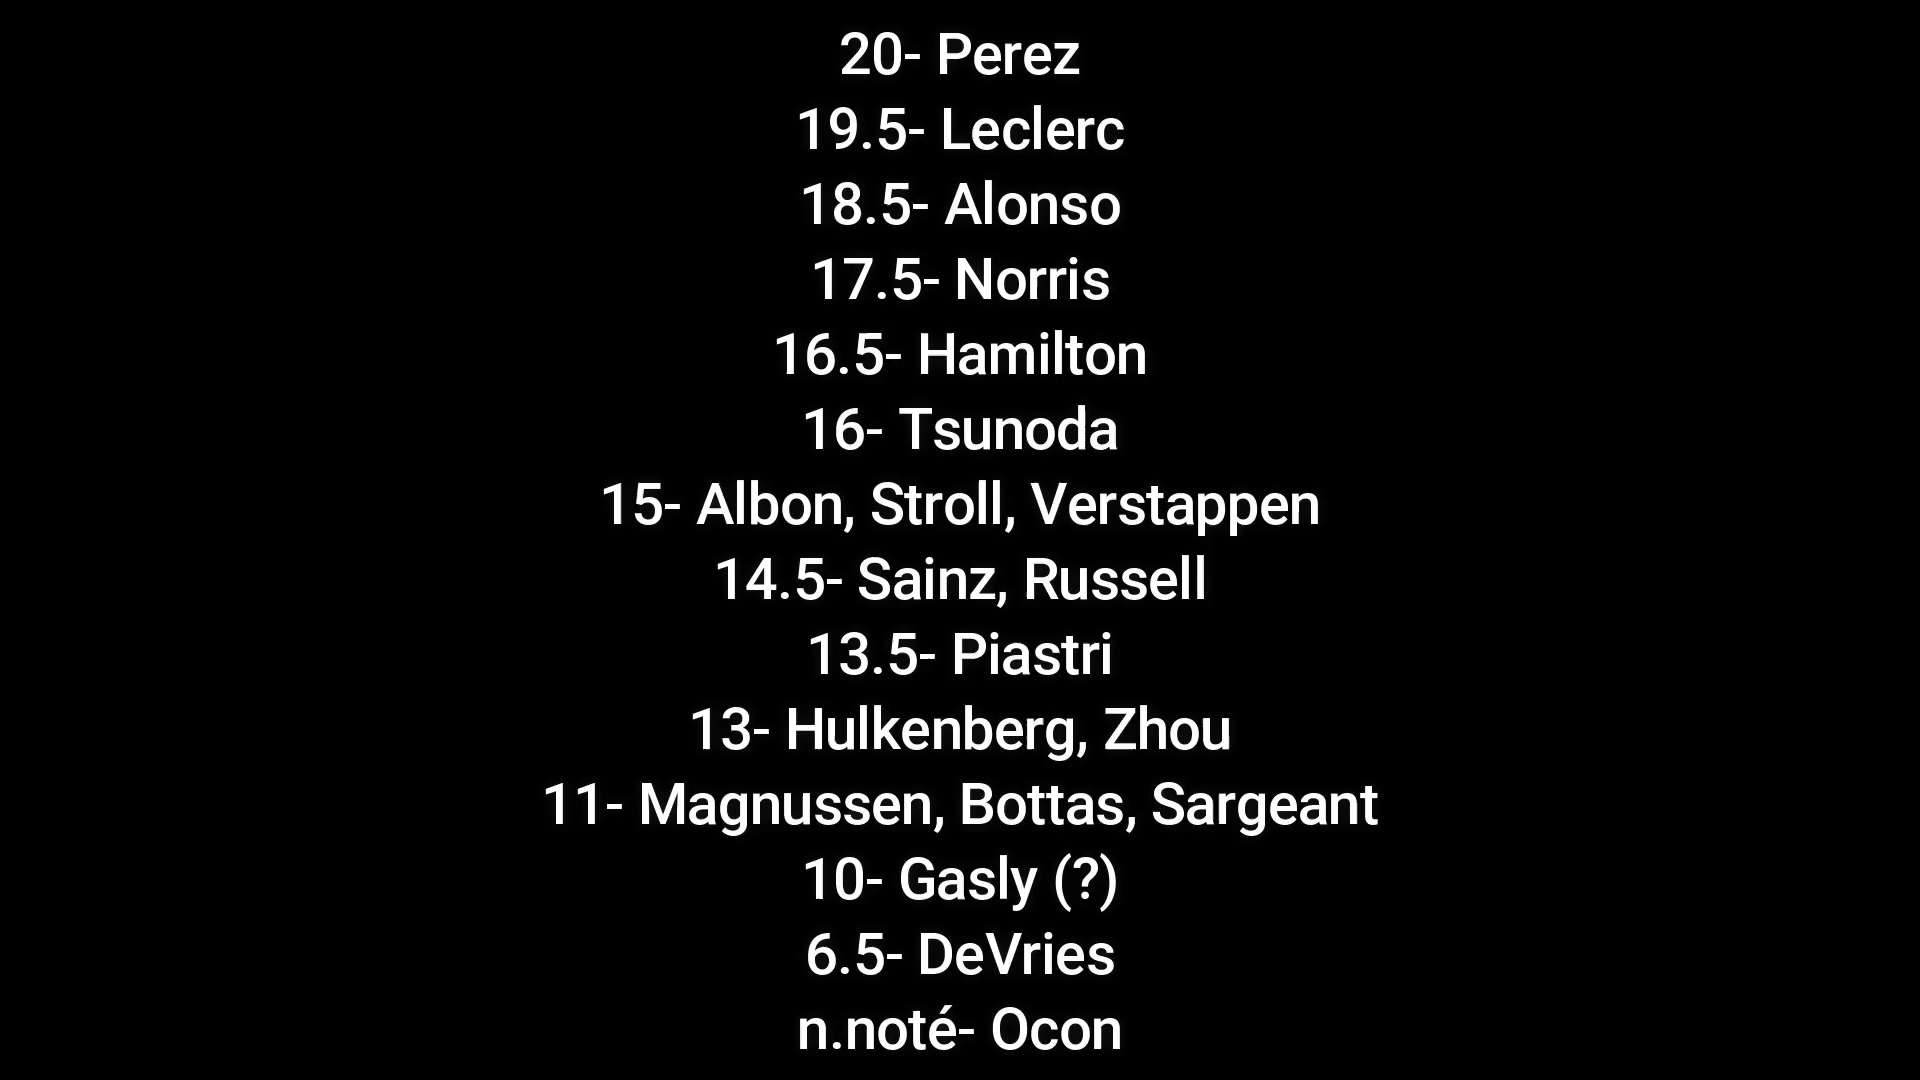 20- Perez
19.5- Leclerc
18.5- Alonso
17.5- Norris
16.5- Hamilton
16- Tsunoda
15- Albon, Stroll, Verstappen
14.5- Sainz, Russell
13.5- Piastri
13- Hulkenberg, Zhou
11- Magnussen, Bottas, Sargeant
10- Gasly (?)
6.5- DeVries
n.noté- Ocon